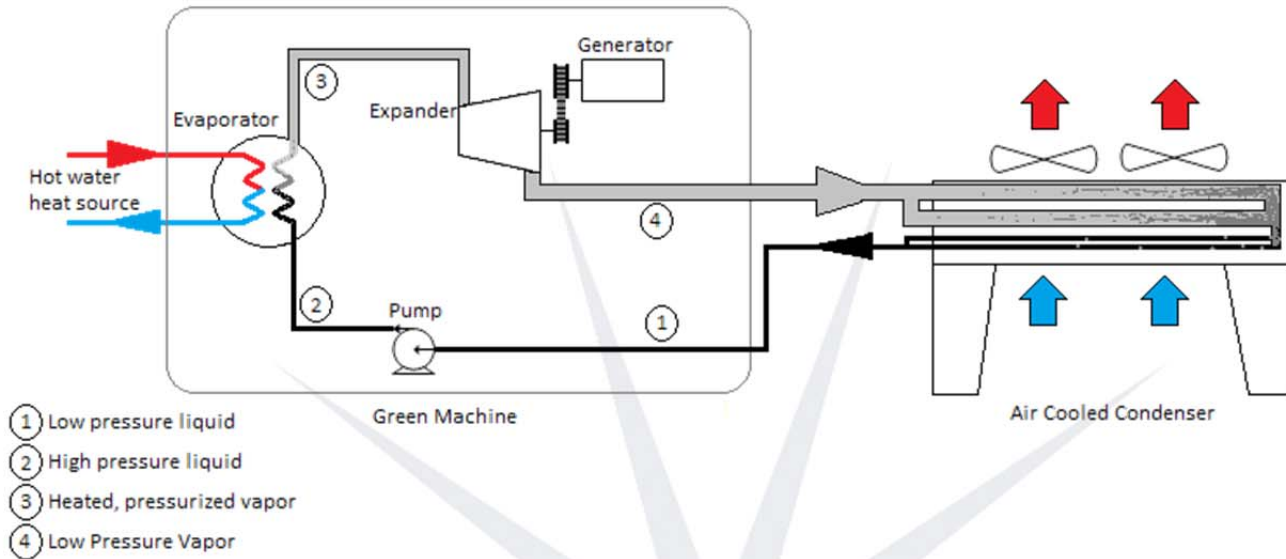 Generator
3
Expander
Evaporator
Hot water
heat source
4
2
Pump
1
Green Machine
Air Cooled Condenser
1 Low pressure liquid
2 High pressure liquid
3 Heated, pressurized vapor
4 Low Pressure Vapor